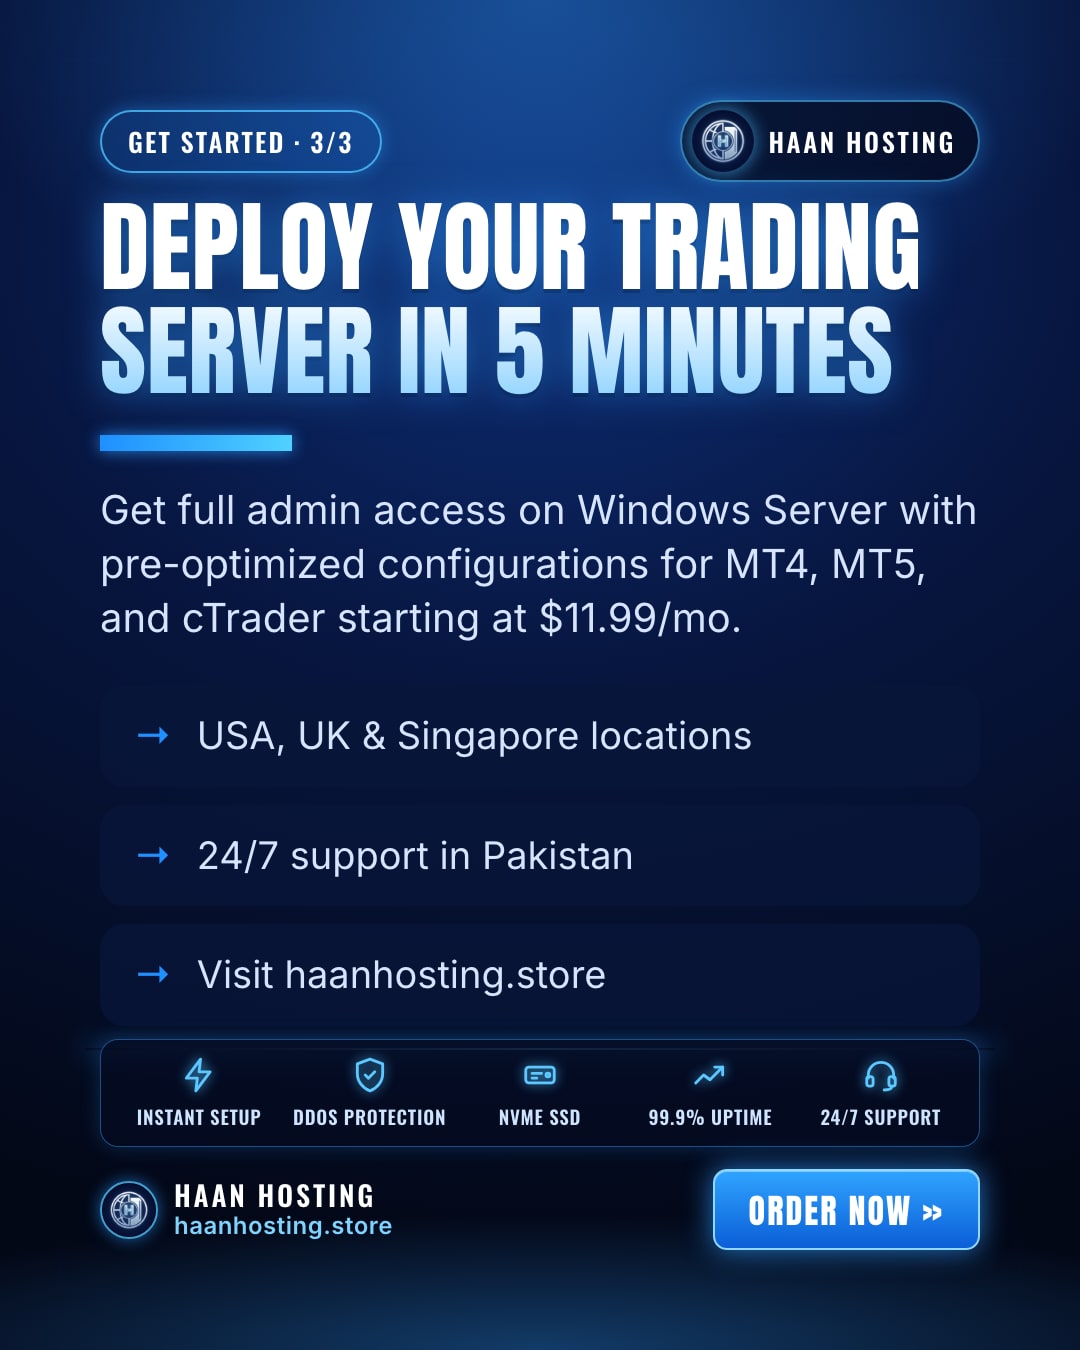 GET STARTED · 3/3
HAAN HOSTING
DEPLOY YOUR TRADING
SERVER IN 5 MINUTES
Get full admin access on Windows Server with
pre-optimized configurations for MT4, MT5,
and cTrader starting at $11.99/mo.
→ USA, UK & Singapore locations
→ 24/7 support in Pakistan
→ Visit haanhosting.store
INSTANT SETUP
DDOS PROTECTION
NVME SSD
99.9% UPTIME
24/7 SUPPORT
HAAN HOSTING
haanhosting.store
ORDER NOW »